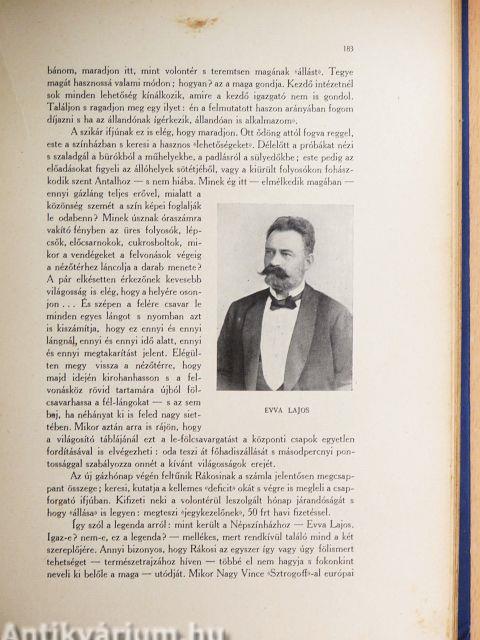 183
bánom, maradjon itt, mint volontér s teremtsen magának «állást». Tegye
magát hasznossá valami módon; hogyan? az a maga gondja. Kezdő intézetnél
sok minden lehetőség kínálkozik, amire a kezdő igazgató nem is gondol.
Találjon s ragadjon meg egy ilyet: én a felmutatott haszon arányában fogom
díjazni s ha az állandónak ígérkezik, állandóan is alkalmazom».
A szikár ifjúnak ez is elég, hogy maradjon. Ott ődöng attól fogva reggel,
este a színházban s keresi a hasznos «lehetőségeket». Délelőtt a próbákat nézi
s szaladgál a bürókból a műhelyekbe, a padlásról a sülyedőkbe; este pedig az
előadásokat figyeli az állóhelyek sötétjéből, vagy a kiürült folyosókon fohász-
kodik szent Antalhoz — s nem hiába. Minek ég itt — elmélkedik magában —
ennyi gázláng teljes erővel, mialatt a
közönség szemét a szín képei foglalják
le odabenn? Minek úsznak óraszámra
vakító fényben az üres folyosók, lép-
csők, előcsarnokok, cukrosboltok, mi-
kor a vendégeket a felvonások végeig
a nézőtérhez láncolja a darab menete?
A pár elkésetten érkezőnek kevesebb
világosság is elég, hogy a helyére oson-
jon ... És szépen a felére csavar le
minden egyes lángot s nyomban azt
is kiszámítja, hogy ez ennyi és ennyi
lángnál, ennyi és ennyi idő alatt, ennyi
és ennyi megtakarítást jelent. Elégül-
ten megy vissza a nézőtérre, hogy
majd idején kirohanhasson s a fel-
vonásköz rövid tartamára újból föl-
csavarhassa a fél-lángokat — s az sem
baj, ha néhányat ki is feled nagy siet-
tében. Mikor aztán arra is rájön, hogy
EVVA LAJOS
a világosító táblájánál ezt a le-fölcsavargatást a központi csapok egyetlen
fordításával is elvégezheti: oda teszi át főhadiszállását s másodpercnyi pon-
tossággal szabályozza onnét a kívánt világosságok erejét.
Az új gázhónap végén feltűnik Rákosinak a számla jelentősen megcsap-
pant összege; keresi, kutatja a kellemes «deficit» okát s végre is megleli a csap-
forgató ifjúban. Kifizeti neki a volontérül leszolgált hónap járandóságát s
hogy «állása» is legyen: megteszi «jegykezelőnek», 50 frt havi fizetéssel.
Így szól a legenda arról: mint került a Népszínházhoz — Evva Lajos.
Igaz-e? nem-e, ez a legenda? — mellékes, mert rendkívül találó mind a két
szereplőjére. Annyi bizonyos, hogy Rákosi az egyszer így vagy úgy fölismert
tehetséget — természetrajzához híven — többé el nem hagyja s fokonkint
neveli ki belőle a maga — utódját. Mikor Nagy Vince «Sztrogoff»-al európai
Antikvárium.hu